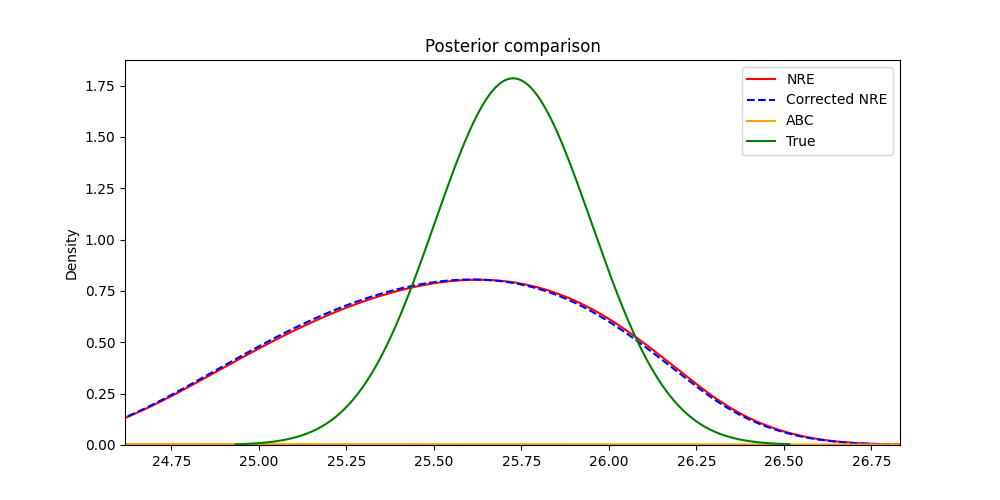 Posterior comparison
NRE
Corrected NRE
ABC
True
Density
1.75
1.50
1.25
1.00
0.75
0.50
0.25
0.00
24.75 25.00 25.25 25.50 25.75 26.00 26.25 26.50 26.75